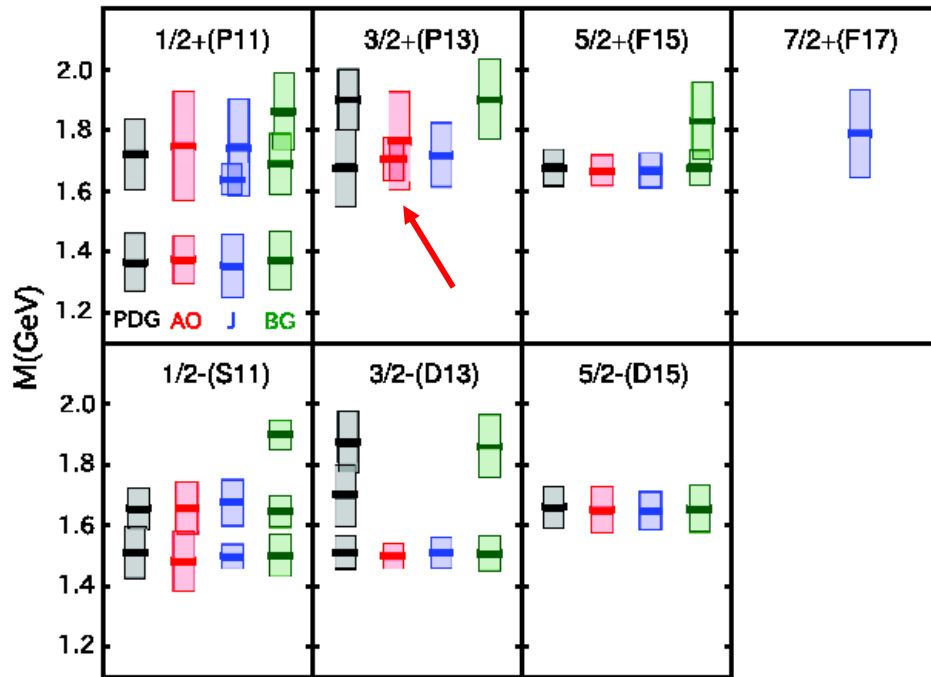 1/2+(P11) 3/2+(P13) 5/2+(F15) 7/2+(F17)
2.0
1.8
1.6
1.4
1.2
M(GeV)
PDG AO J BG
1/2-(S11) 3/2-(D13) 5/2-(D15)
2.0
1.8
1.6
1.4
1.2